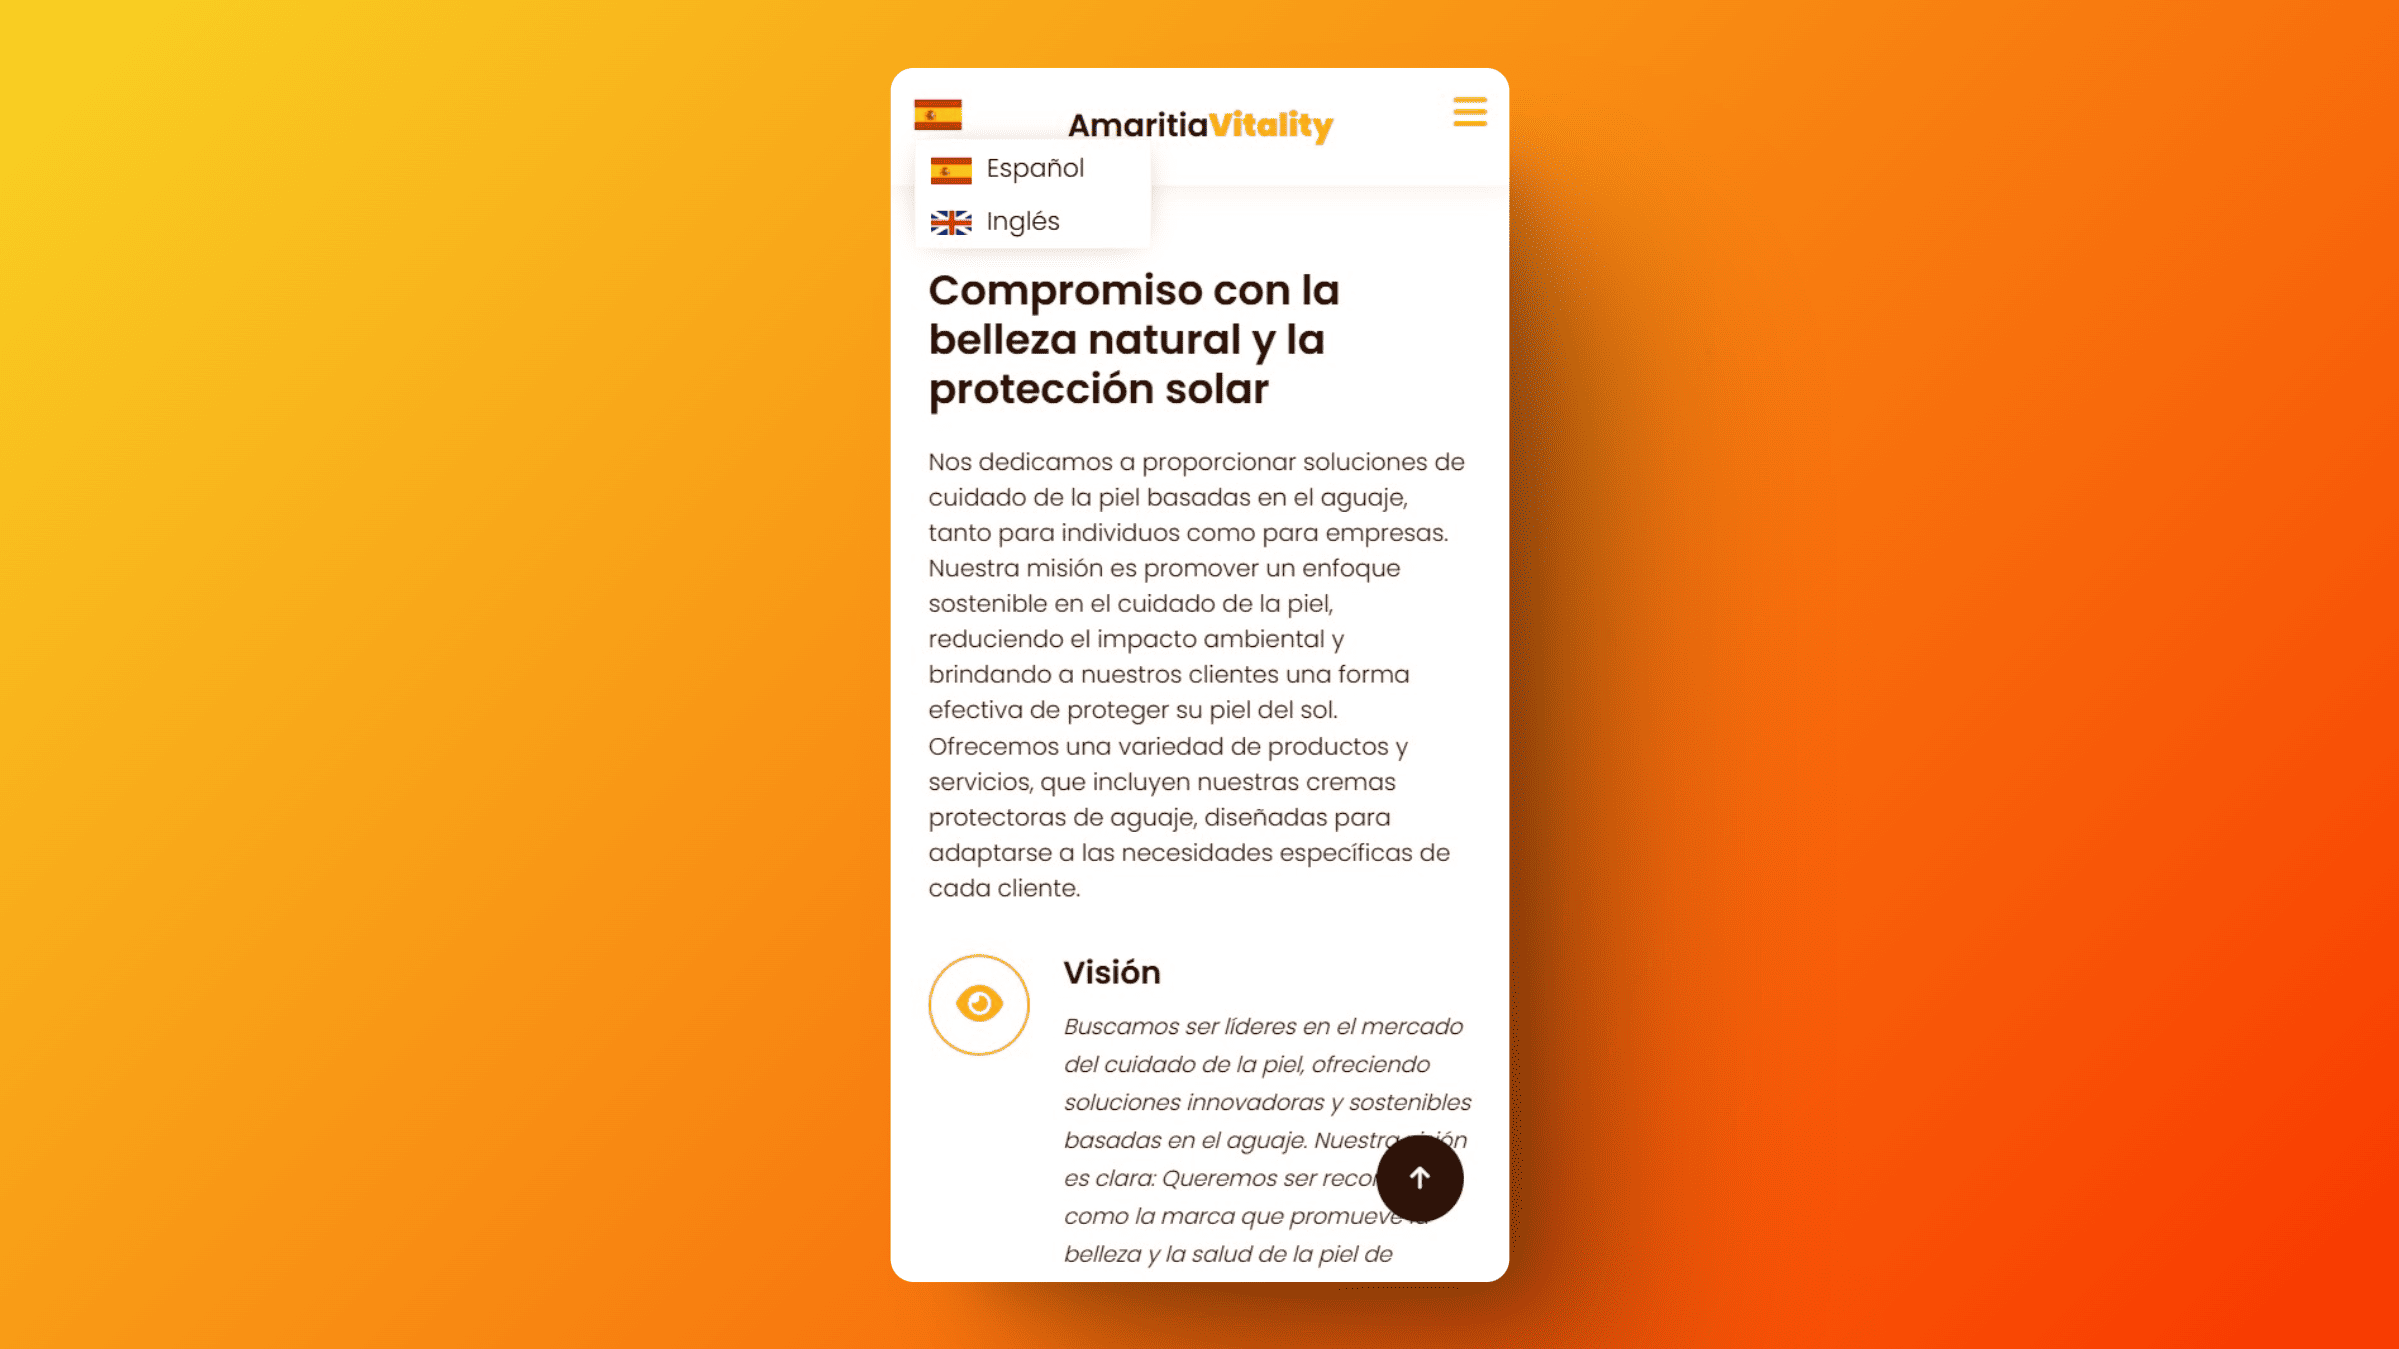 AmaritiaVitality
Español
Inglés
Compromiso con la
belleza natural y la
protección solar
Nos dedicamos a proporcionar soluciones de
cuidado de la piel basadas en el aguaje,
tanto para individuos como para empresas.
Nuestra misión es promover un enfoque
sostenible en el cuidado de la piel,
reduciendo el impacto ambiental y
brindando a nuestros clientes una forma
efectiva de proteger su piel del sol.
Ofrecemos una variedad de productos y
servicios, que incluyen nuestras cremas
protectoras de aguaje, diseñadas para
adaptarse a las necesidades específicas de
cada cliente.
Visión
Buscamos ser líderes en el mercado
del cuidado de la piel, ofreciendo
soluciones innovadoras y sostenibles
basadas en el aguaje. Nuestra visión
es clara: Queremos ser
como la marca que promueve la
belleza y la salud de la piel de